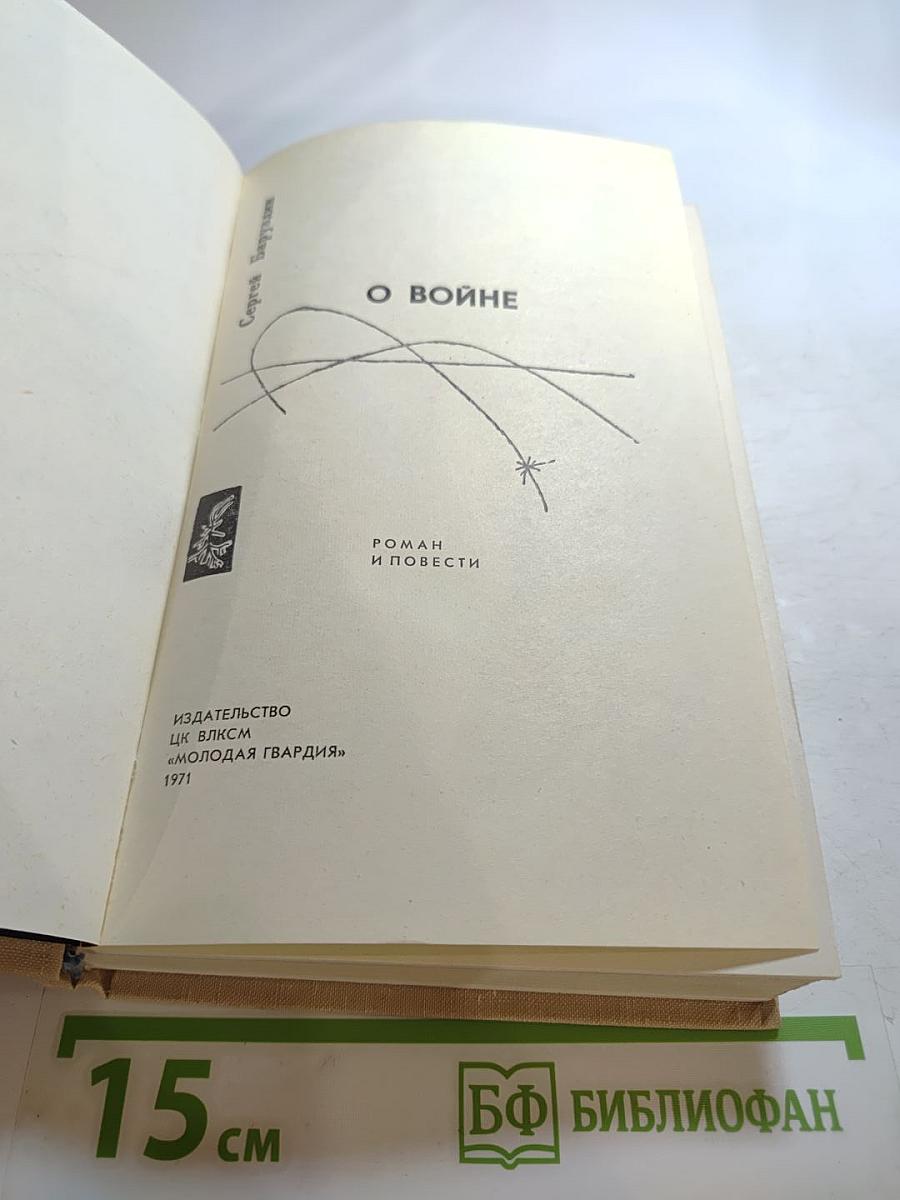 Сергей Баруздин
О ВОЙНЕ
РОМАН
И ПОВЕСТИ
ИЗДАТЕЛЬСТВО
ЦК ВЛКСМ
«МОЛОДАЯ ГВАРДИЯ»
1971
15 СМ
БФ БИБЛИОФАН